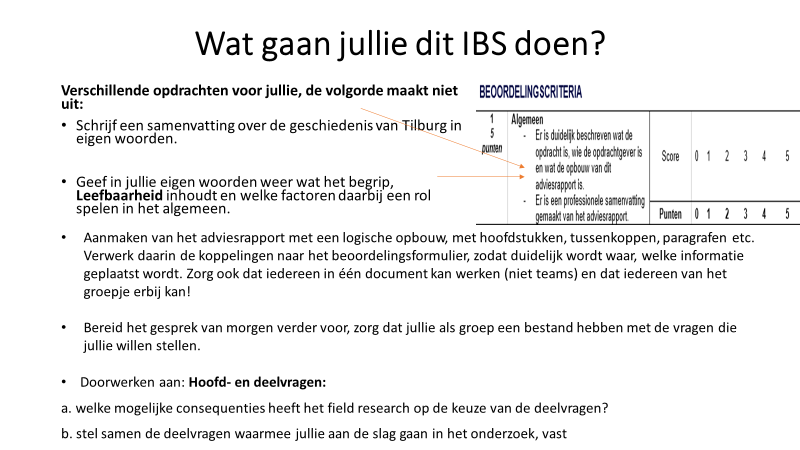 Wat gaan jullie dit IBS doen?
Verschillende opdrachten voor jullie, de volgorde maakt niet
uit:
• Schrijf een samenvatting over de geschiedenis van Tilburg in
eigen woorden.
• Geef in jullie eigen woorden weer wat het begrip,
Leefbaarheid inhoudt en welke factoren daarbij een rol
spelen in het algemeen.
BEOORDELINGSCRITERIA
1
5
punten
Algemeen
- Er is duidelijk beschreven wat de
opdracht is, wie de opdrachtgever is
en wat de opbouw van dit
adviesrapport is.
- Er is een professionele samenvatting
gemaakt van het adviesrapport.
Score 0 1 2 3 4 5
Punten 0 1 2 3 4 5
• Aanmaken van het adviesrapport met een logische opbouw, met hoofdstukken, tussenkoppen, paragrafen etc.
Verwerk daarin de koppelingen naar het beoordelingsformulier, zodat duidelijk wordt waar, welke informatie
geplaatst wordt. Zorg ook dat iedereen in één document kan werken (niet teams) en dat iedereen van het
groepje erbij kan!
• Bereid het gesprek van morgen verder voor, zorg dat jullie als groep een bestand hebben met de vragen die
jullie willen stellen.
• Doorwerken aan: Hoofd- en deelvragen:
a. welke mogelijke consequenties heeft het field research op de keuze van de deelvragen?
b. stel samen de deelvragen waarmee jullie aan de slag gaan in het onderzoek, vast